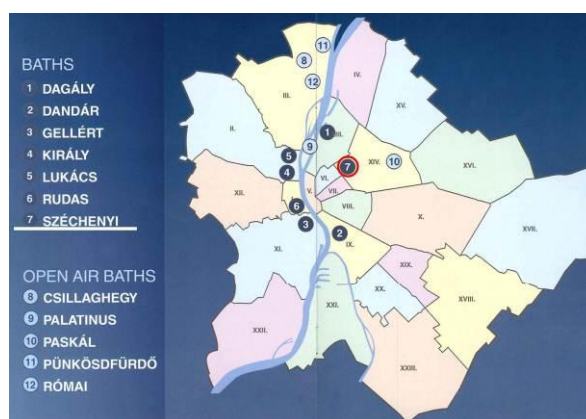 BATHS
1 DAGÁLY
2 DANDÁR
3 GELLÉRT
4 KIRÁLY
5 LUKÁCS
6 RUDAS
7 SZÉCHENYI
OPEN AIR BATHS
8 CSILLAGHEGY
9 PALATINUS
10 PASKÁL
11 PÜNKÖSDFÜRDŐ
12 RÓMAI
11
8
IV.
12
III.
XV.
II.
1
III.
9
5
7
XIV.
10
XVI.
4
VI.
XII.
V.
VII.
6
VIII.
X.
XVII.
3
2
IX.
XI.
XIX.
XX.
XVIII.
XXI.
XXII.
XXIII.